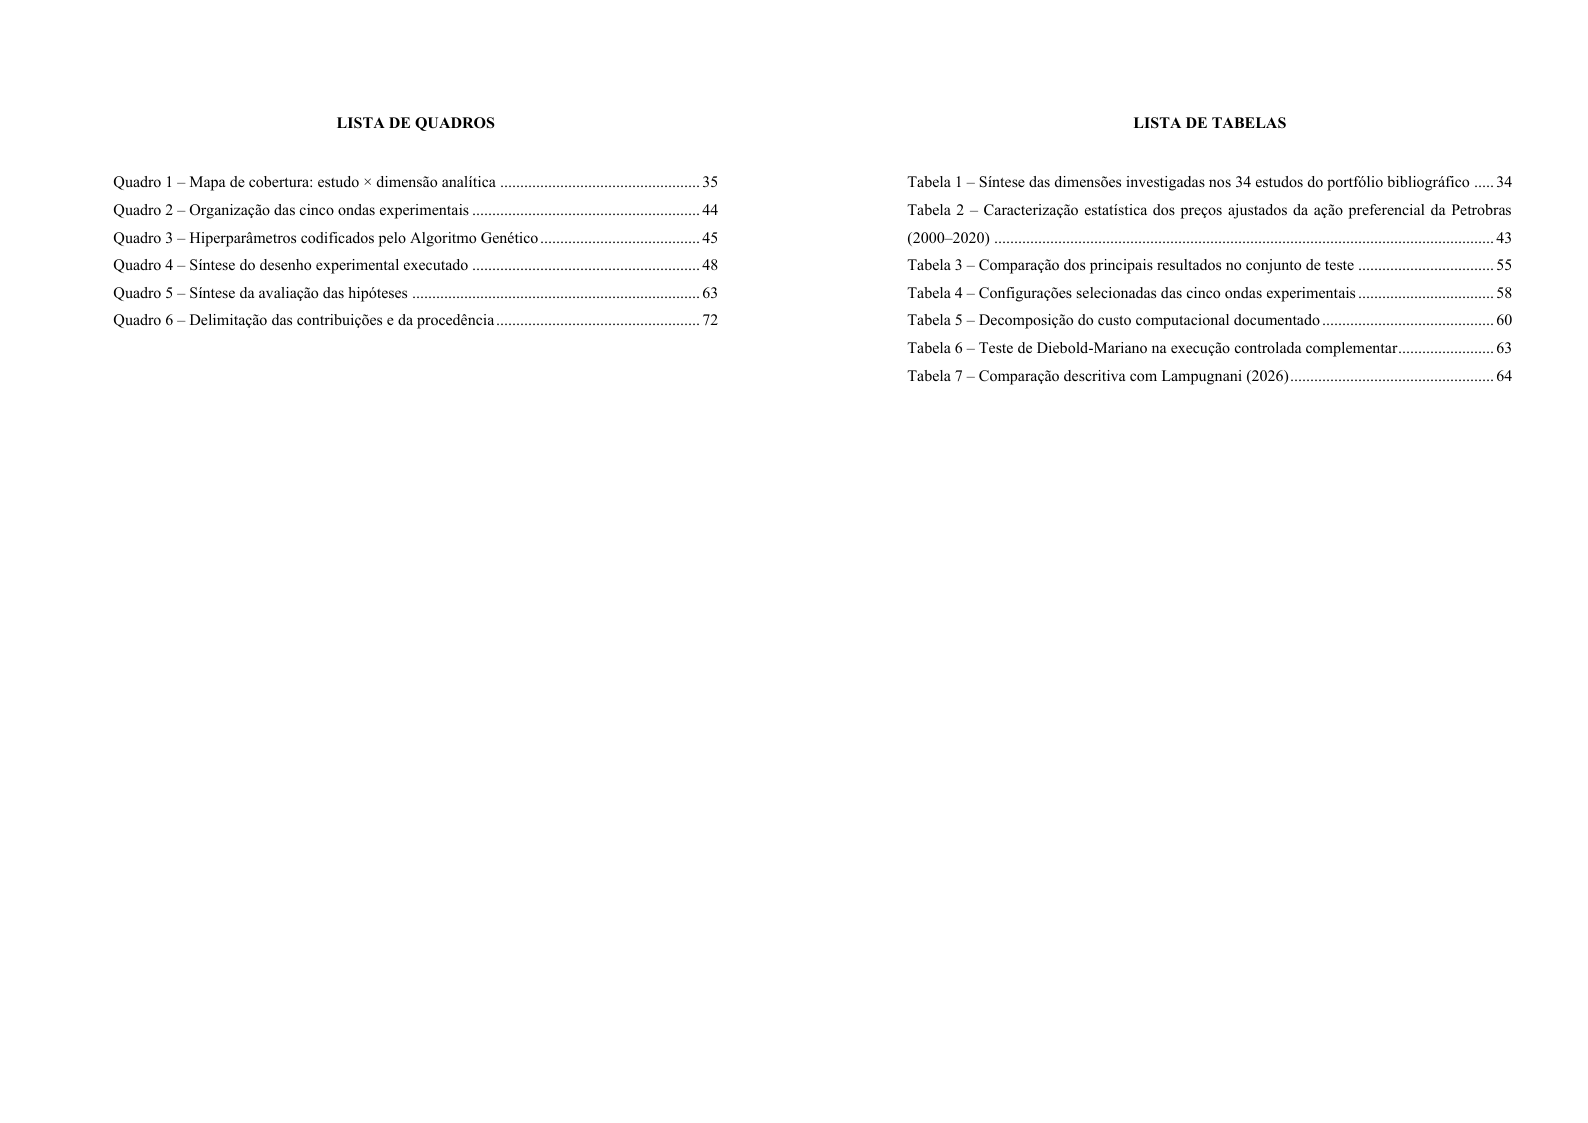 LISTA DE QUADROS
Quadro 1 – Mapa de cobertura: estudo × dimensão analítica ................................................. 35
Quadro 2 – Organização das cinco ondas experimentais ........................................................ 44
Quadro 3 – Hiperparâmetros codificados pelo Algoritmo Genético ....................................... 45
Quadro 4 – Síntese do desenho experimental executado ........................................................ 48
Quadro 5 – Síntese da avaliação das hipóteses ...................................................................... 63
Quadro 6 – Delimitação das contribuições e da procedência .................................................. 72
LISTA DE TABELAS
Tabela 1 – Síntese das dimensões investigadas nos 34 estudos do portfólio bibliográfico ..... 34
Tabela 2 – Caracterização estatística dos preços ajustados da ação preferencial da Petrobras
(2000–2020) .......................................................................................................................... 43
Tabela 3 – Comparação dos principais resultados no conjunto de teste ................................. 55
Tabela 4 – Configurações selecionadas das cinco ondas experimentais ................................. 58
Tabela 5 – Decomposição do custo computacional documentado .......................................... 60
Tabela 6 – Teste de Diebold-Mariano na execução controlada complementar ....................... 63
Tabela 7 – Comparação descritiva com Lampugnani (2026) .................................................. 64